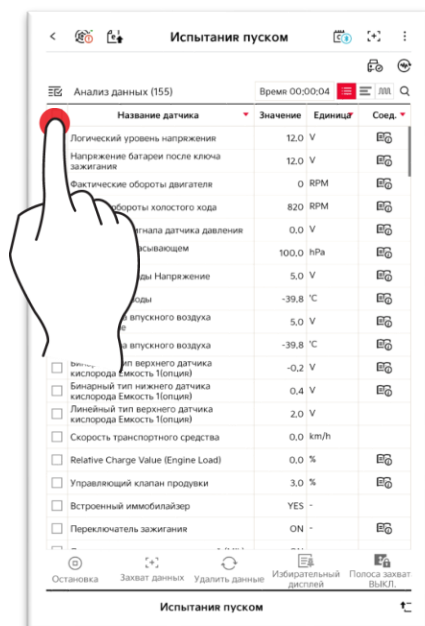 Испытания пуском
Анализ данных (155) Время 00;00;04
Название датчика Значение Единица Соед.
Логический уровень напряжения 12,0 V
Напряжение батареи после ключа
зажигания 12,0 V
Фактические обороты двигателя 0 RPM
обороты холостого хода 820 RPM
датчика давления 0,0 V
100,0 hPa
Напряжение 5,0 V
-39,8 °C
впускного воздуха
5,0 V
впускного воздуха -39,8 °C
тип верхнего датчика
кислорода Емкость 1(опция) -0,2 V
Бинарный тип нижнего датчика
кислорода Емкость 1(опция) 0,4 V
Линейный тип верхнего датчика
кислорода Емкость 1(опция) 2,0 V
Скорость транспортного средства 0,0 km/h
Relative Charge Value (Engine Load) 0,0 %
Управляющий клапан продувки 3,0 %
Встроенный иммобилайзер YES -
Переключатель зажигания ON -
Остановка Захват данных Удалить данные Избирательный дисплей Полоса захват ВЫКЛ.
Испытания пуском